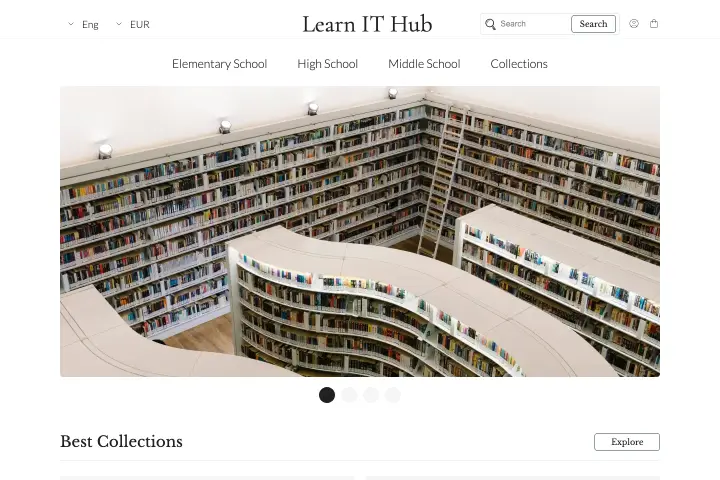 Eng
EUR
Learn IT Hub
Search
Search
Elementary School
High School
Middle School
Collections
Best Collections
Explore